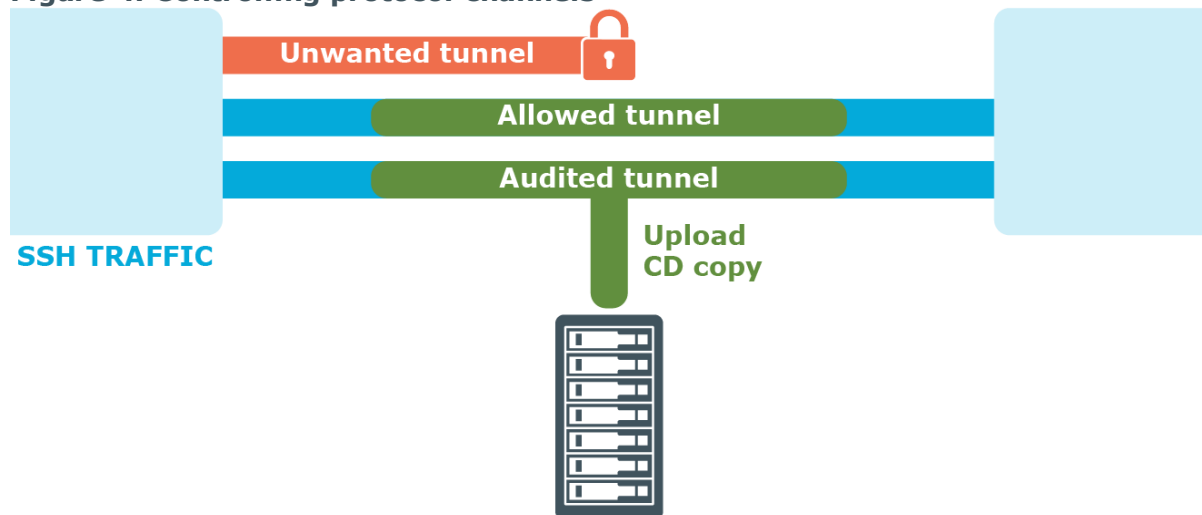 Unwanted tunnel
Allowed tunnel
Audited tunnel
SSH TRAFFIC
Upload
CD copy